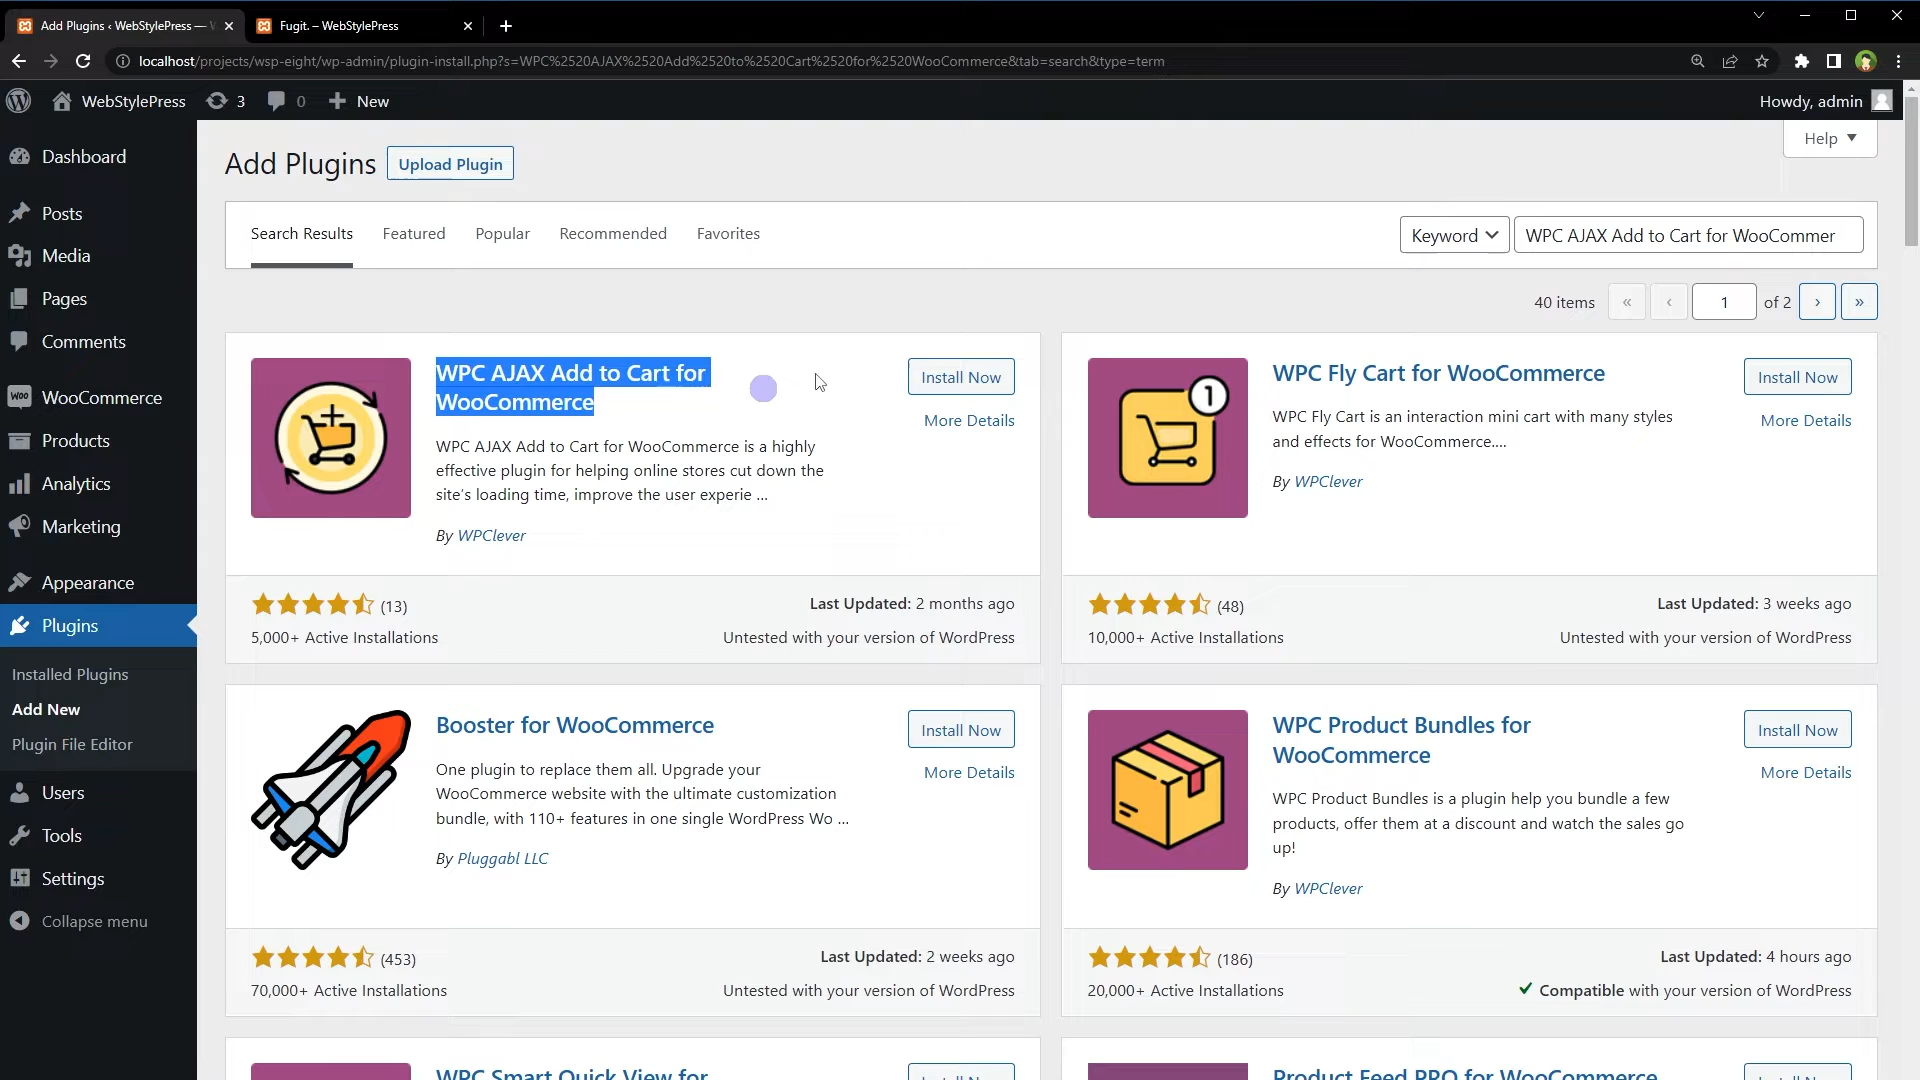 Add Plugins ‹ WebStylePress —
Fugit. – WebStylePress
localhost/projects/wsp-eight/wp-admin/plugin-install.php?s=WPC%2520AJAX%2520Add%2520to%2520Cart%2520for%2520WooCommerce&tab=search&type=term
WebStylePress
3
0
New
Howdy, admin
Help
Dashboard
Posts
Media
Pages
Comments
Woo
WooCommerce
Products
Analytics
Marketing
Appearance
Plugins
Installed Plugins
Add New
Plugin File Editor
Users
Tools
Settings
Collapse menu
Add Plugins
Upload Plugin
Search Results
Featured
Popular
Recommended
Favorites
Keyword
WPC AJAX Add to Cart for WooCommer
40 items
«
‹
1
of 2
›
»
WPC AJAX Add to Cart for
WooCommerce
Install Now
More Details
WPC AJAX Add to Cart for WooCommerce is a highly
effective plugin for helping online stores cut down the
site's loading time, improve the user experie ...
By WPClever
(13)
Last Updated: 2 months ago
5,000+ Active Installations
Untested with your version of WordPress
1
WPC Fly Cart for WooCommerce
Install Now
More Details
WPC Fly Cart is an interaction mini cart with many styles
and effects for WooCommerce....
By WPClever
(48)
Last Updated: 3 weeks ago
10,000+ Active Installations
Untested with your version of WordPress
Booster for WooCommerce
Install Now
More Details
One plugin to replace them all. Upgrade your
WooCommerce website with the ultimate customization
bundle, with 110+ features in one single WordPress Wo ...
By Pluggabl LLC
(453)
Last Updated: 2 weeks ago
70,000+ Active Installations
Untested with your version of WordPress
WPC Product Bundles for
WooCommerce
Install Now
More Details
WPC Product Bundles is a plugin help you bundle a few
products, offer them at a discount and watch the sales go
up!
By WPClever
(186)
Last Updated: 4 hours ago
20,000+ Active Installations
Compatible with your version of WordPress
WPC Smart Quick View for
Install Now
Product Feed PRO for WooCommerce
Install Now